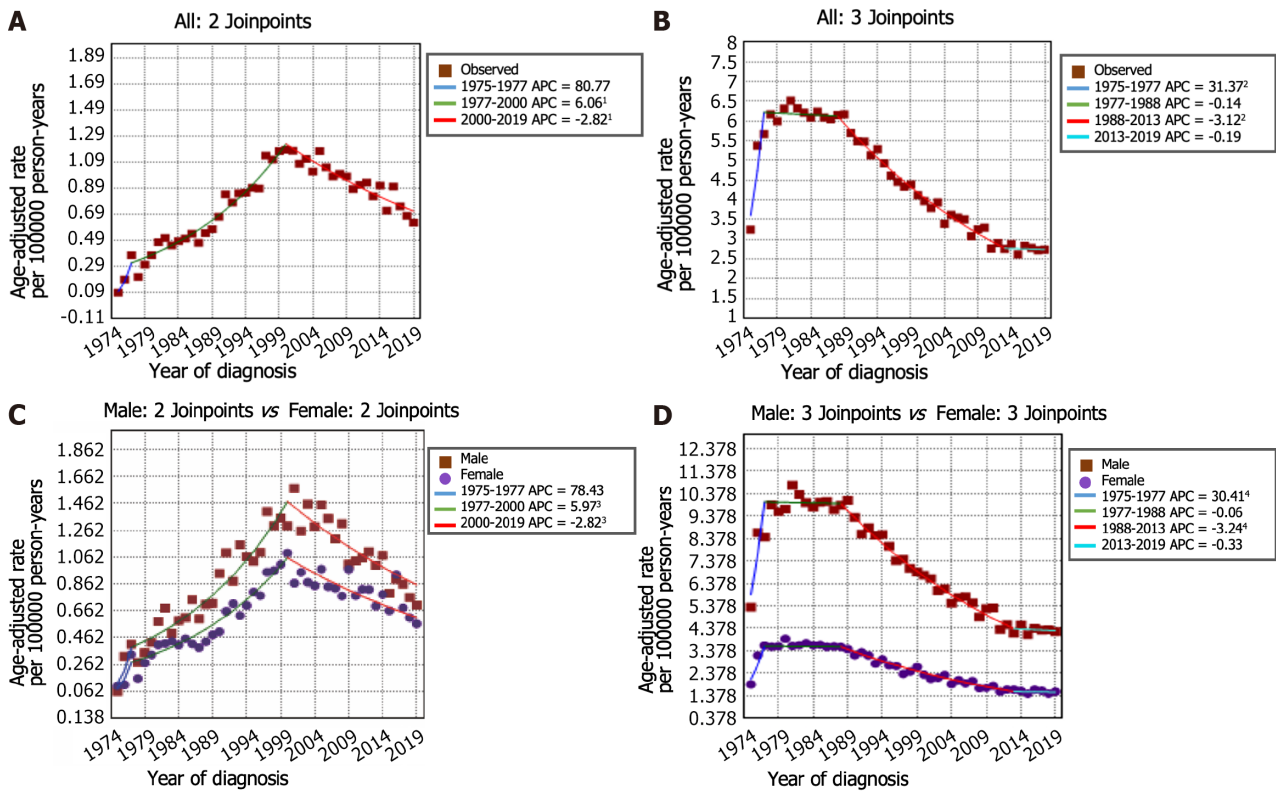 A
All: 2 Joinpoints
Age-adjusted rate
per 100000 person-years
1.89
1.69
1.49
1.29
1.09
0.89
0.69
0.49
0.29
0.09
-0.11
1974
1979
1984
1989
1994
1999
2004
2009
2014
2019
Year of diagnosis
Observed
1975-1977 APC = 80.77
1977-2000 APC = 6.06¹
2000-2019 APC = -2.82¹
B
All: 3 Joinpoints
Age-adjusted rate
per 100000 person-years
8
7.5
7
6.5
6
5.5
5
4.5
4
3.5
3
2.5
2
1.5
1
1974
1979
1984
1989
1994
1999
2004
2009
2014
2019
Year of diagnosis
Observed
1975-1977 APC = 31.37²
1977-1988 APC = -0.14
1988-2013 APC = -3.12²
2013-2019 APC = -0.19
C
Male: 2 Joinpoints vs Female: 2 Joinpoints
Age-adjusted rate
per 100000 person-years
1.862
1.662
1.462
1.262
1.062
0.862
0.662
0.462
0.262
0.062
0.138
1974
1979
1984
1989
1994
1999
2004
2009
2014
2019
Year of diagnosis
Male
Female
1975-1977 APC = 78.43
1977-2000 APC = 5.97³
2000-2019 APC = -2.82³
D
Male: 3 Joinpoints vs Female: 3 Joinpoints
Age-adjusted rate
per 100000 person-years
12.378
11.378
10.378
9.378
8.378
7.378
6.378
5.378
4.378
3.378
2.378
1.378
0.378
1974
1979
1984
1989
1994
1999
2004
2009
2014
2019
Year of diagnosis
Male
Female
1975-1977 APC = 30.41⁴
1977-1988 APC = -0.06
1988-2013 APC = -3.24⁴
2013-2019 APC = -0.33